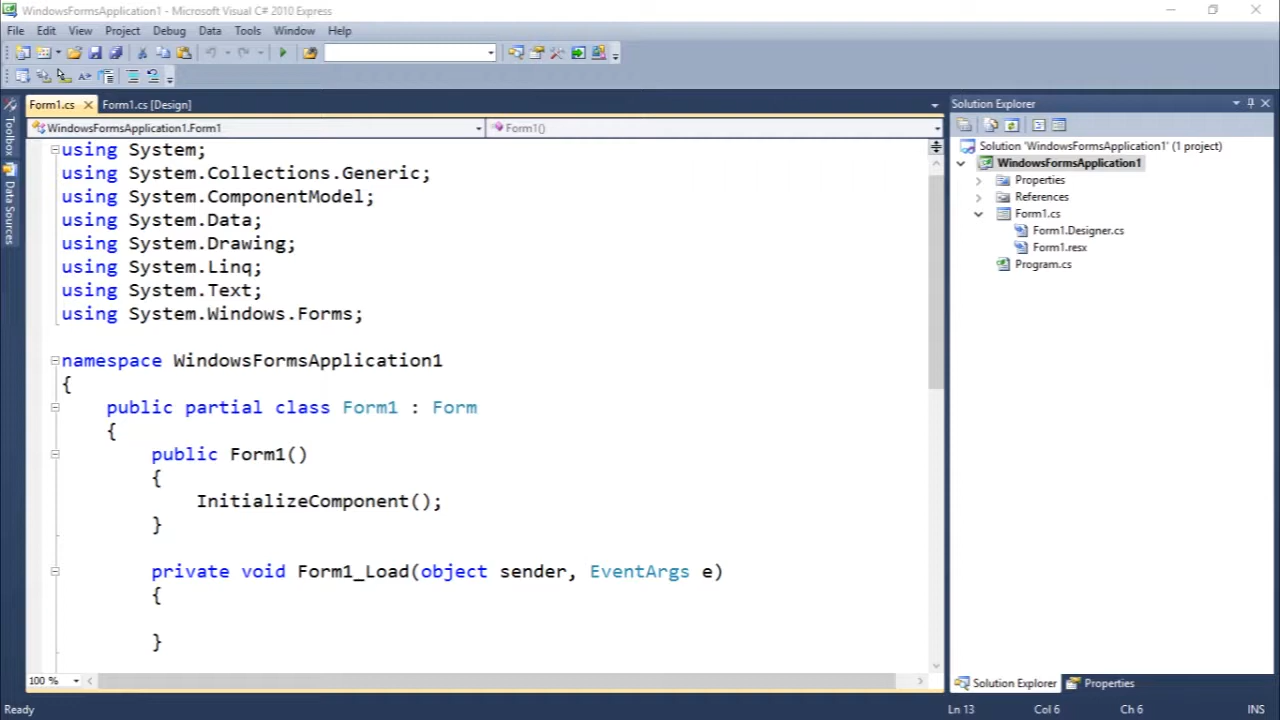 WindowsFormsApplication1 - Microsoft Visual C# 2010 Express
File Edit View Project Debug Data Tools Window Help
Form1.cs Form1.cs [Design]
Toolbox
Data Sources
WindowsFormsApplication1.Form1 Form1()
using System;
using System.Collections.Generic;
using System.ComponentModel;
using System.Data;
using System.Drawing;
using System.Linq;
using System.Text;
using System.Windows.Forms;
namespace WindowsFormsApplication1
{
public partial class Form1 : Form
{
public Form1()
{
InitializeComponent();
}
private void Form1_Load(object sender, EventArgs e)
{
}
100 %
Solution Explorer
Solution 'WindowsFormsApplication1' (1 project)
WindowsFormsApplication1
Properties
References
Form1.cs
Form1.Designer.cs
Form1.resx
Program.cs
Solution Explorer Properties
Ready Ln 13 Col 6 Ch 6 INS